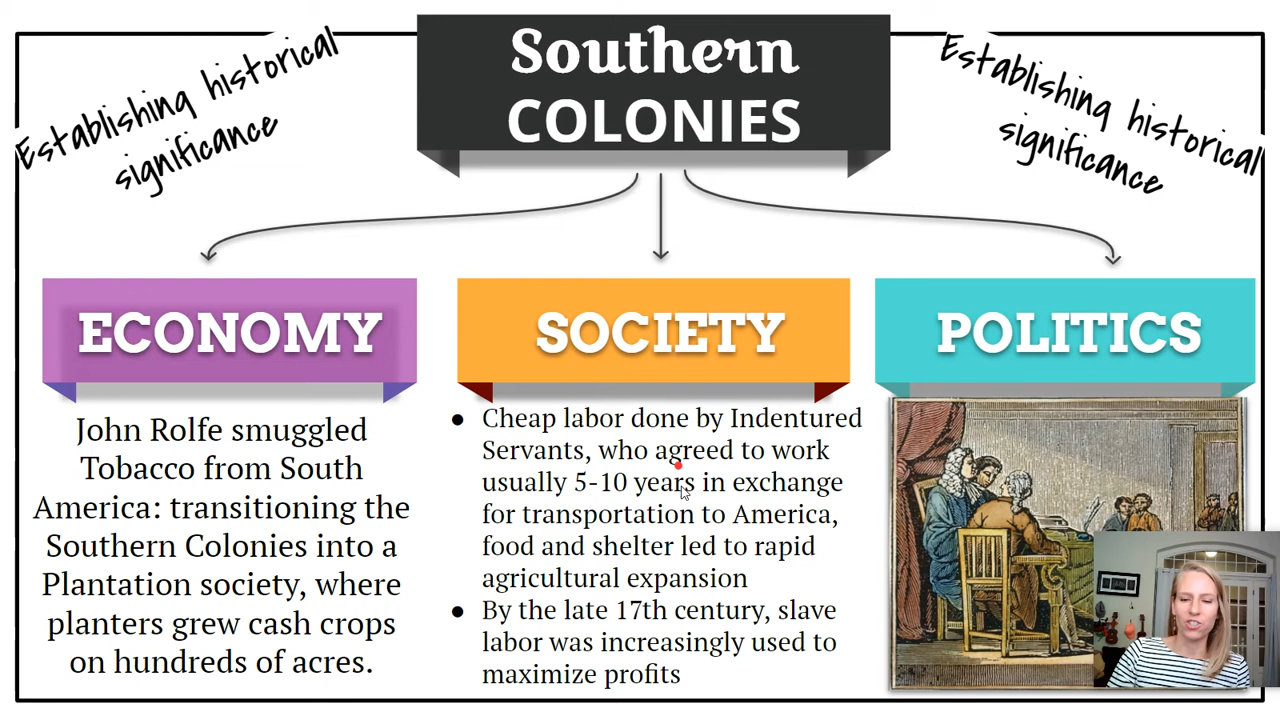 Establishing historical
significance
Southern
COLONIES
Establishing historical
significance
ECONOMY
SOCIETY
POLITICS
John Rolfe smuggled
Tobacco from South
America: transitioning the
Southern Colonies into a
Plantation society, where
planters grew cash crops
on hundreds of acres.
● Cheap labor done by Indentured
Servants, who agreed to work
usually 5-10 years in exchange
for transportation to America,
food and shelter led to rapid
agricultural expansion
● By the late 17th century, slave
labor was increasingly used to
maximize profits